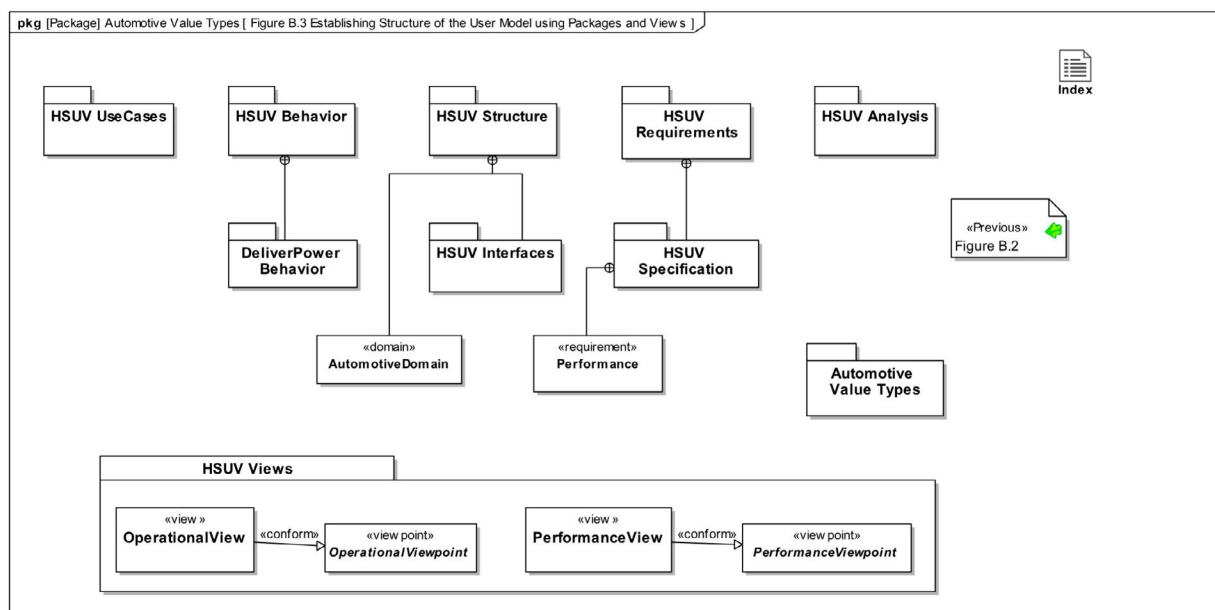 pkg [Package] Automotive Value Types [ Figure B.3 Establishing Structure of the User Model using Packages and Views ]
Index
HSUV UseCases
HSUV Behavior
HSUV Structure
HSUV
Requirements
HSUV Analysis
«Previous»
Figure B.2
DeliverPower
Behavior
HSUV Interfaces
HSUV
Specification
«domain»
AutomotiveDomain
«requirement»
Performance
Automotive
Value Types
HSUV Views
«view»
OperationalView
«conform»
«view point»
OperationalViewpoint
«view»
PerformanceView
«conform»
«view point»
PerformanceViewpoint